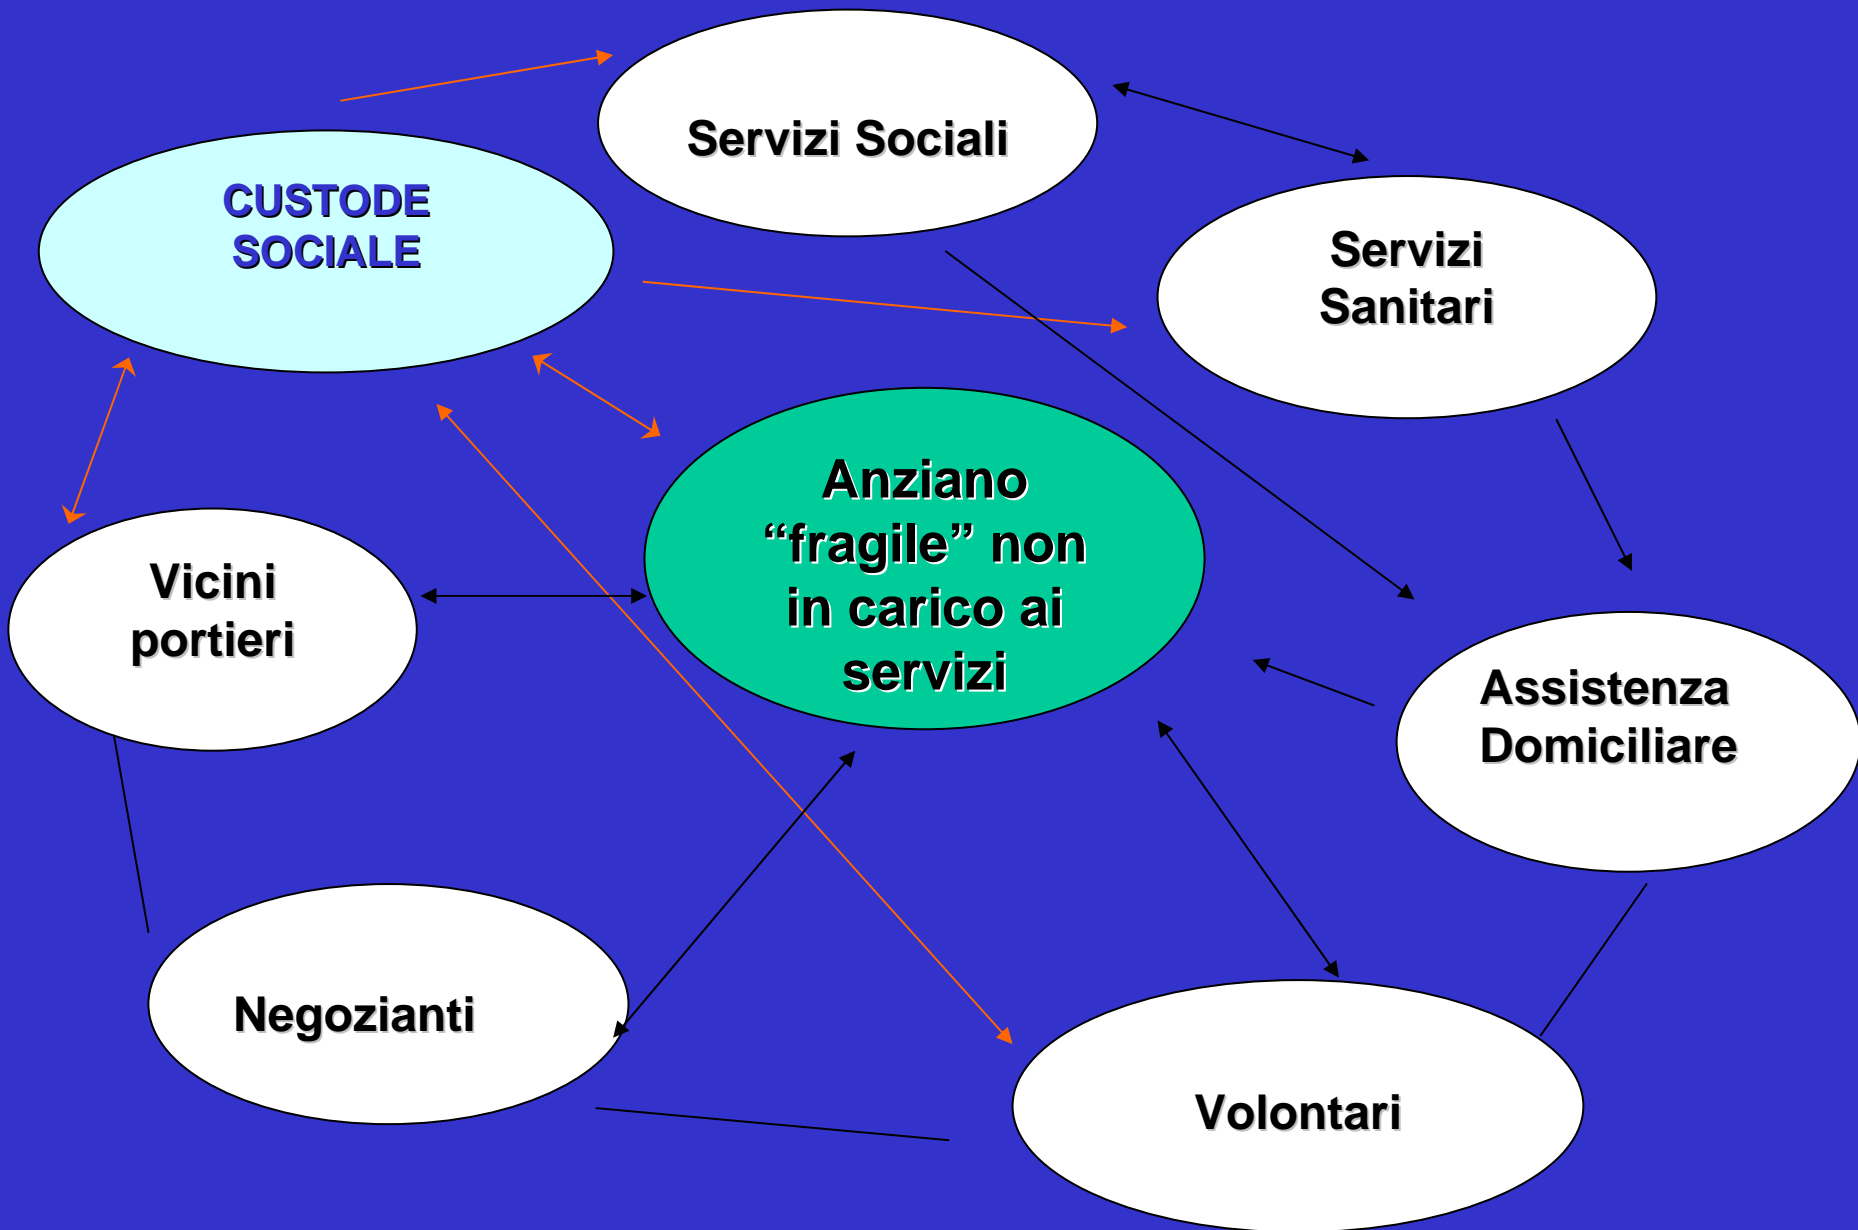 Servizi Sociali
CUSTODE
SOCIALE
Servizi
Sanitari
Anziano
“fragile” non
in carico ai
servizi
Vicini
portieri
Assistenza
Domiciliare
Negozianti
Volontari